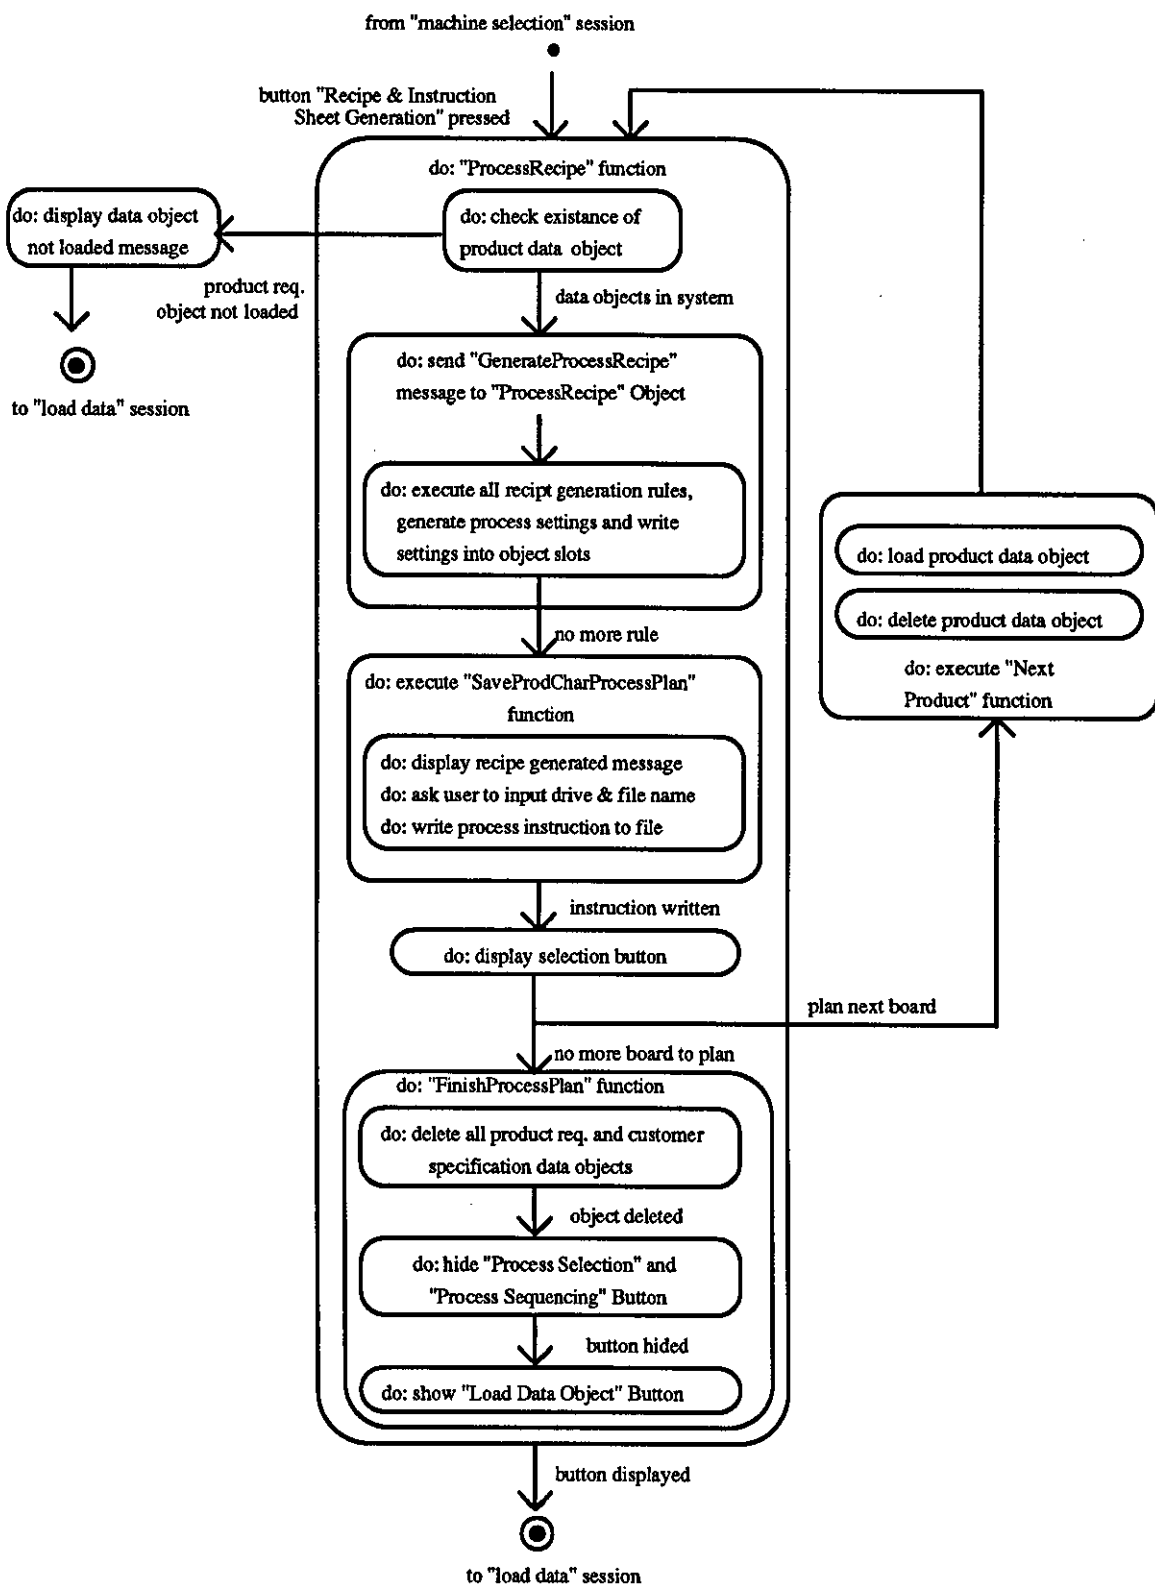 from "machine selection" session
button "Recipe & Instruction
Sheet Generation" pressed
do: "ProcessRecipe" function
do: display data object
not loaded message
do: check existance of
product data object
product req.
object not loaded
data objects in system
to "load data" session
do: send "GenerateProcessRecipe"
message to "ProcessRecipe" Object
do: execute all recipt generation rules,
generate process settings and write
settings into object slots
do: load product data object
do: delete product data object
do: execute "Next
Product" function
no more rule
do: execute "SaveProdCharProcessPlan"
function
do: display recipe generated message
do: ask user to input drive & file name
do: write process instruction to file
instruction written
do: display selection button
plan next board
no more board to plan
do: "FinishProcessPlan" function
do: delete all product req. and customer
specification data objects
object deleted
do: hide "Process Selection" and
"Process Sequencing" Button
button hided
do: show "Load Data Object" Button
button displayed
to "load data" session